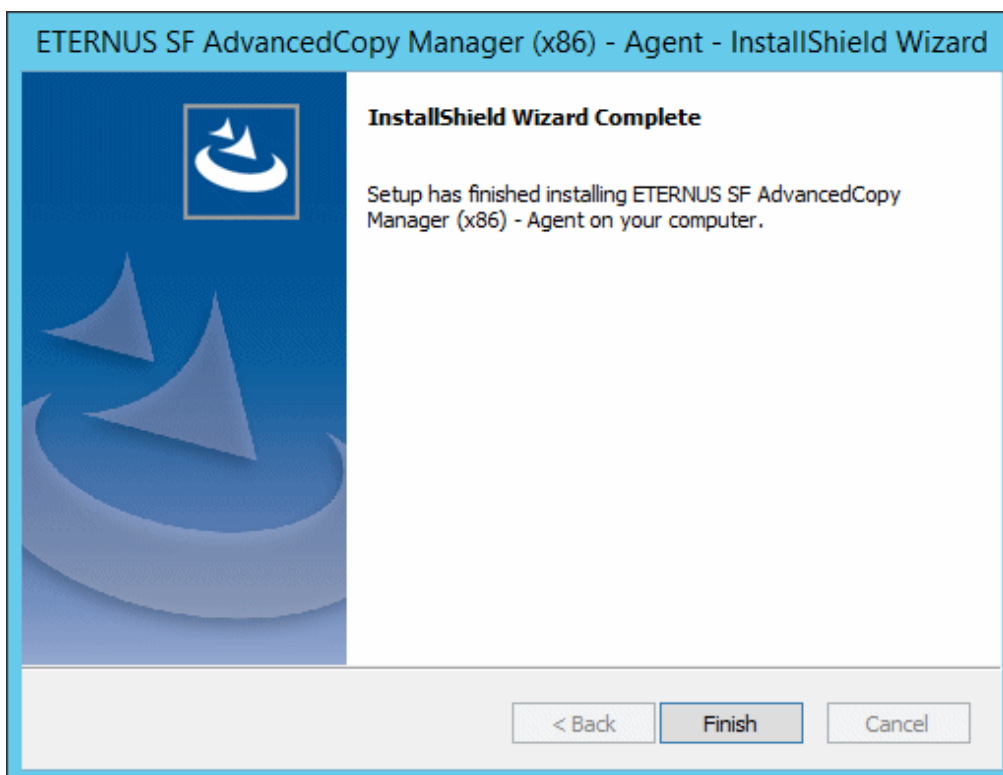 ETERNUS SF AdvancedCopy Manager (x86) - Agent - InstallShield Wizard
InstallShield Wizard Complete
Setup has finished installing ETERNUS SF AdvancedCopy
Manager (x86) - Agent on your computer.
< Back
Finish
Cancel